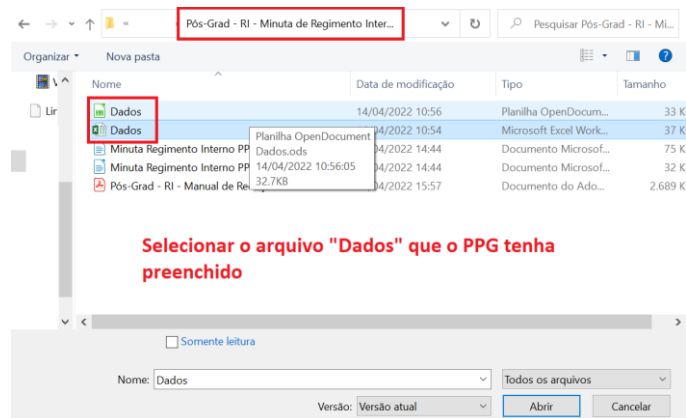 Pós-Grad - RI - Minuta de Regimento Inter...
Pesquisar Pós-Grad - RI - Mi...
Organizar
Nova pasta
Nome Data de modificação Tipo Tamanho
Lir
Dados 14/04/2022 10:56 Planilha OpenDocum... 33 K
Dados 04/2022 10:54 Microsoft Excel Work... 37 K
Minuta Regimento Interno PP 04/2022 14:44 Documento Microsof... 75 K
Minuta Regimento Interno PP 04/2022 14:44 Documento Microsof... 32 K
Pós-Grad - RI - Manual de Re 04/2022 15:57 Documento do Ado... 2.689 K
Planilha OpenDocument
Dados.ods
14/04/2022 10:56:05
32.7KB
Selecionar o arquivo "Dados" que o PPG tenha
preenchido
Somente leitura
Nome: Dados
Todos os arquivos
Versão: Versão atual
Abrir
Cancelar